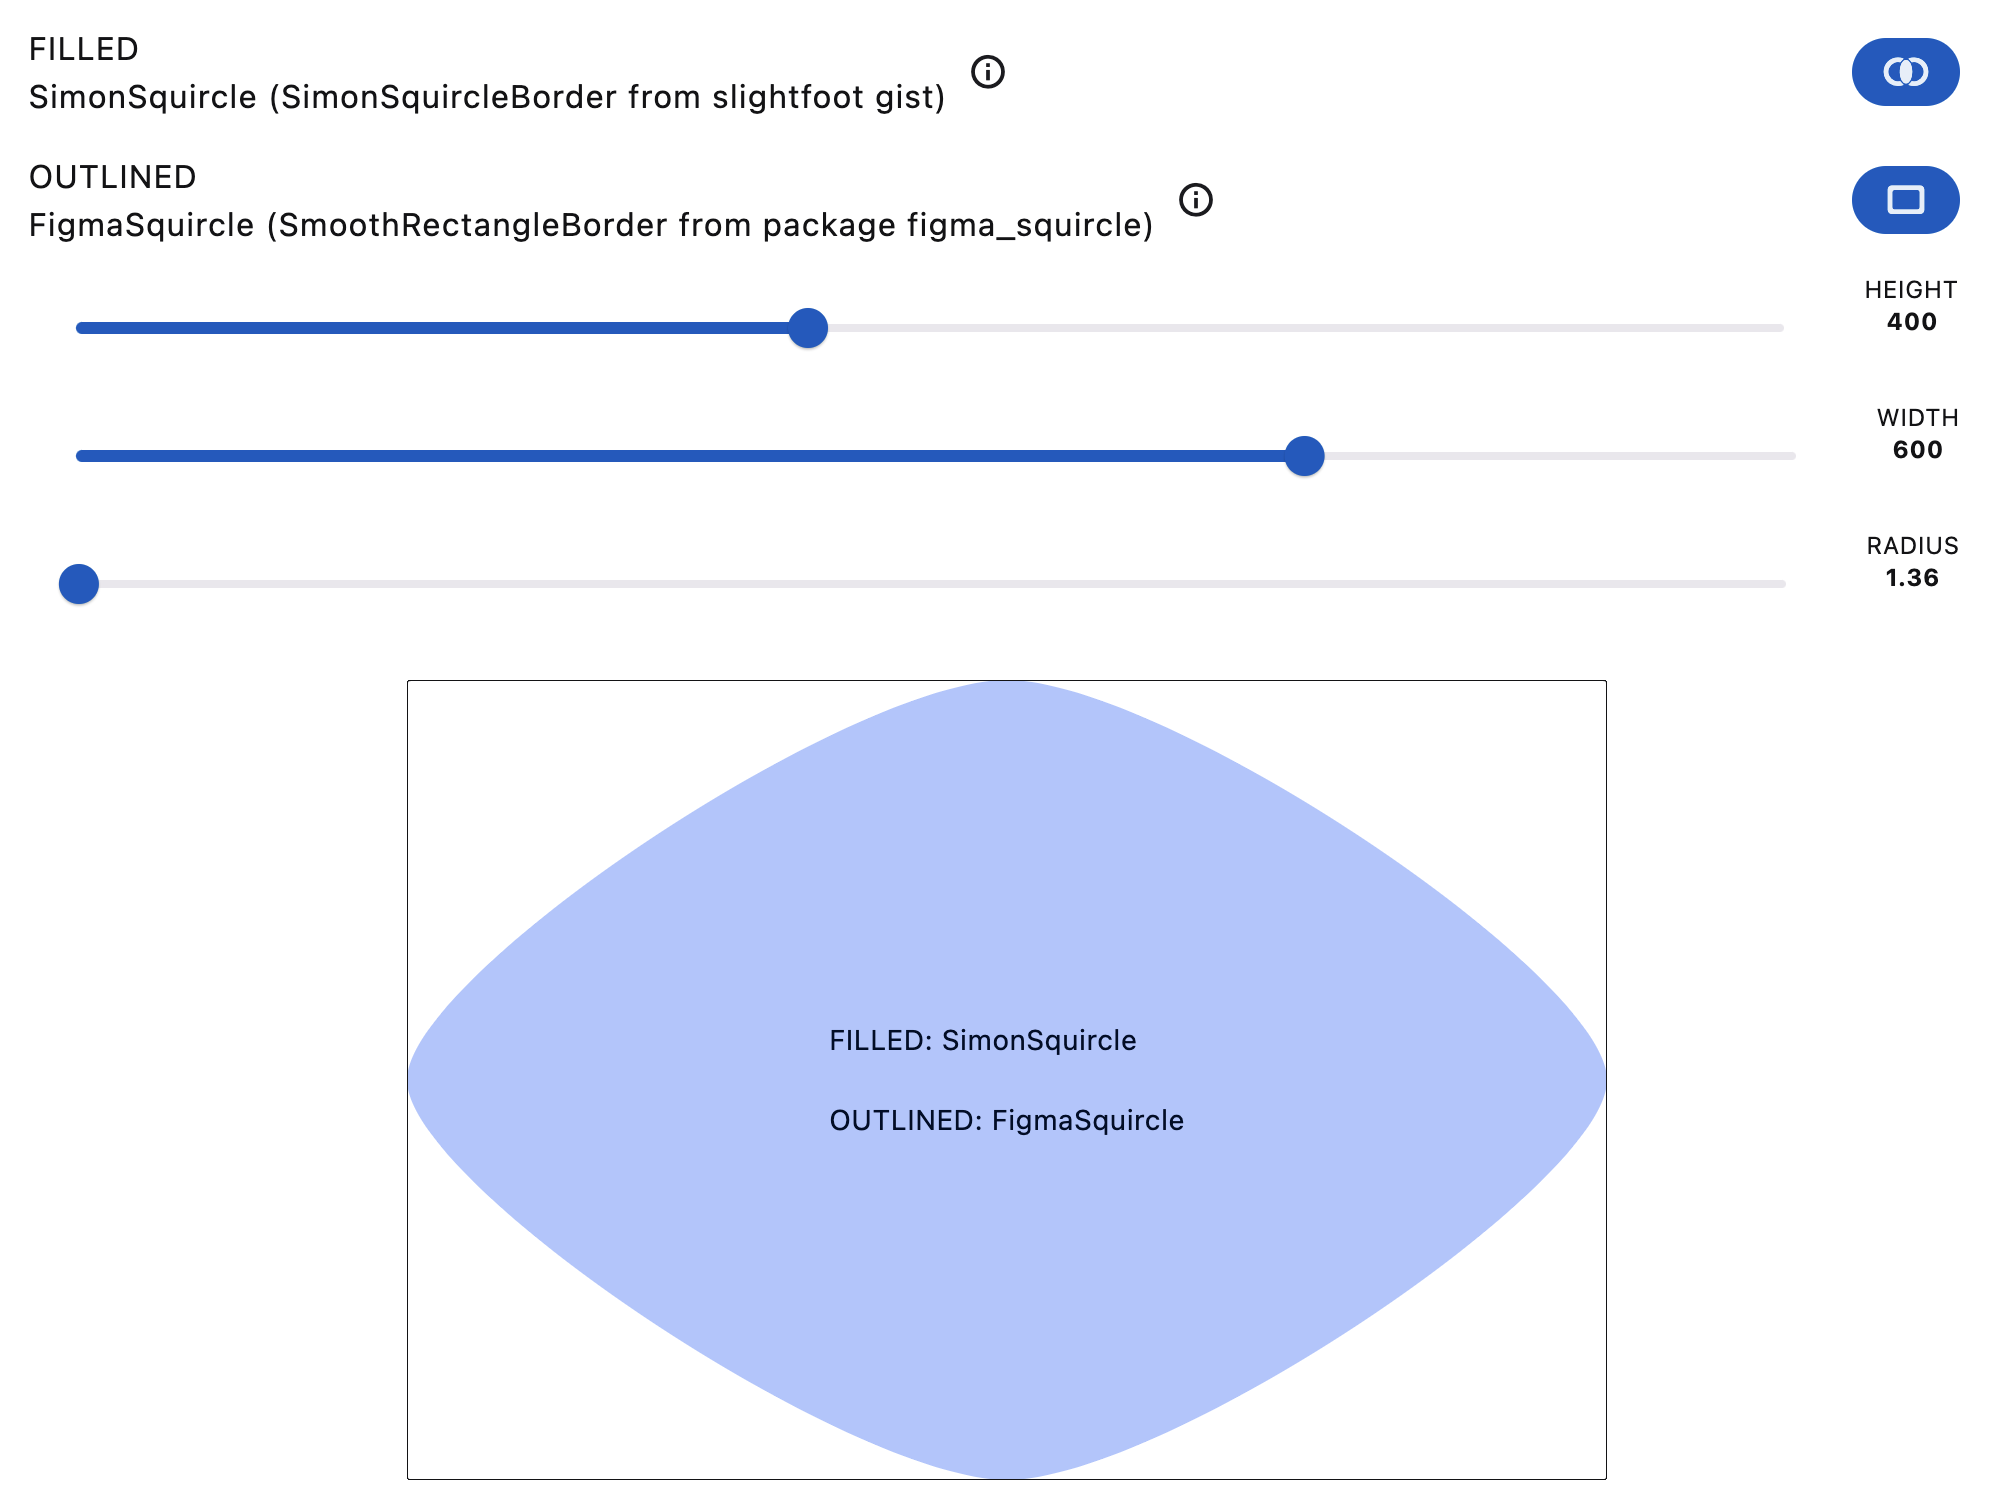 FILLED
SimonSquircle (SimonSquircleBorder from slightfoot gist)
OUTLINED
FigmaSquircle (SmoothRectangleBorder from package figma_squircle)
HEIGHT
400
WIDTH
600
RADIUS
1.36
FILLED: SimonSquircle
OUTLINED: FigmaSquircle